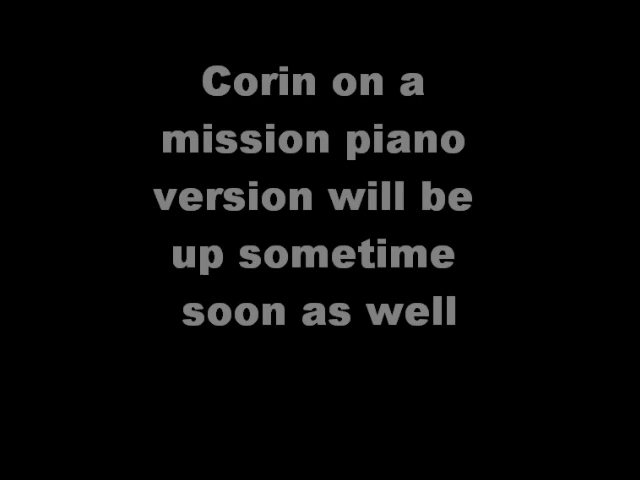 Corin on a
mission piano
version will be
up sometime
soon as well